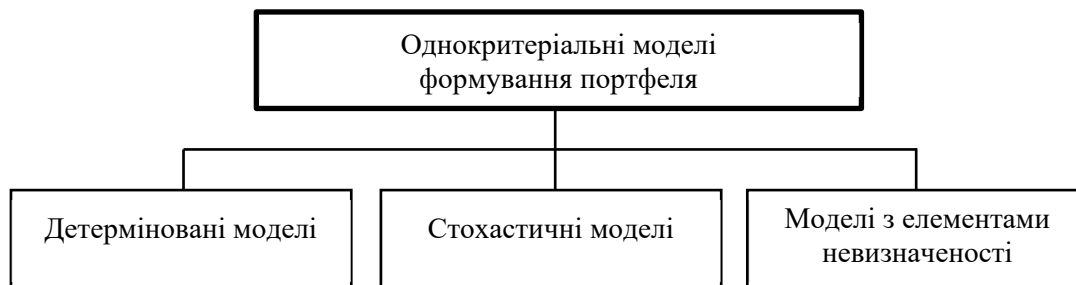 Однокритеріальні моделі
формування портфеля
Детерміновані моделі
Стохастичні моделі
Моделі з елементами
невизначеності